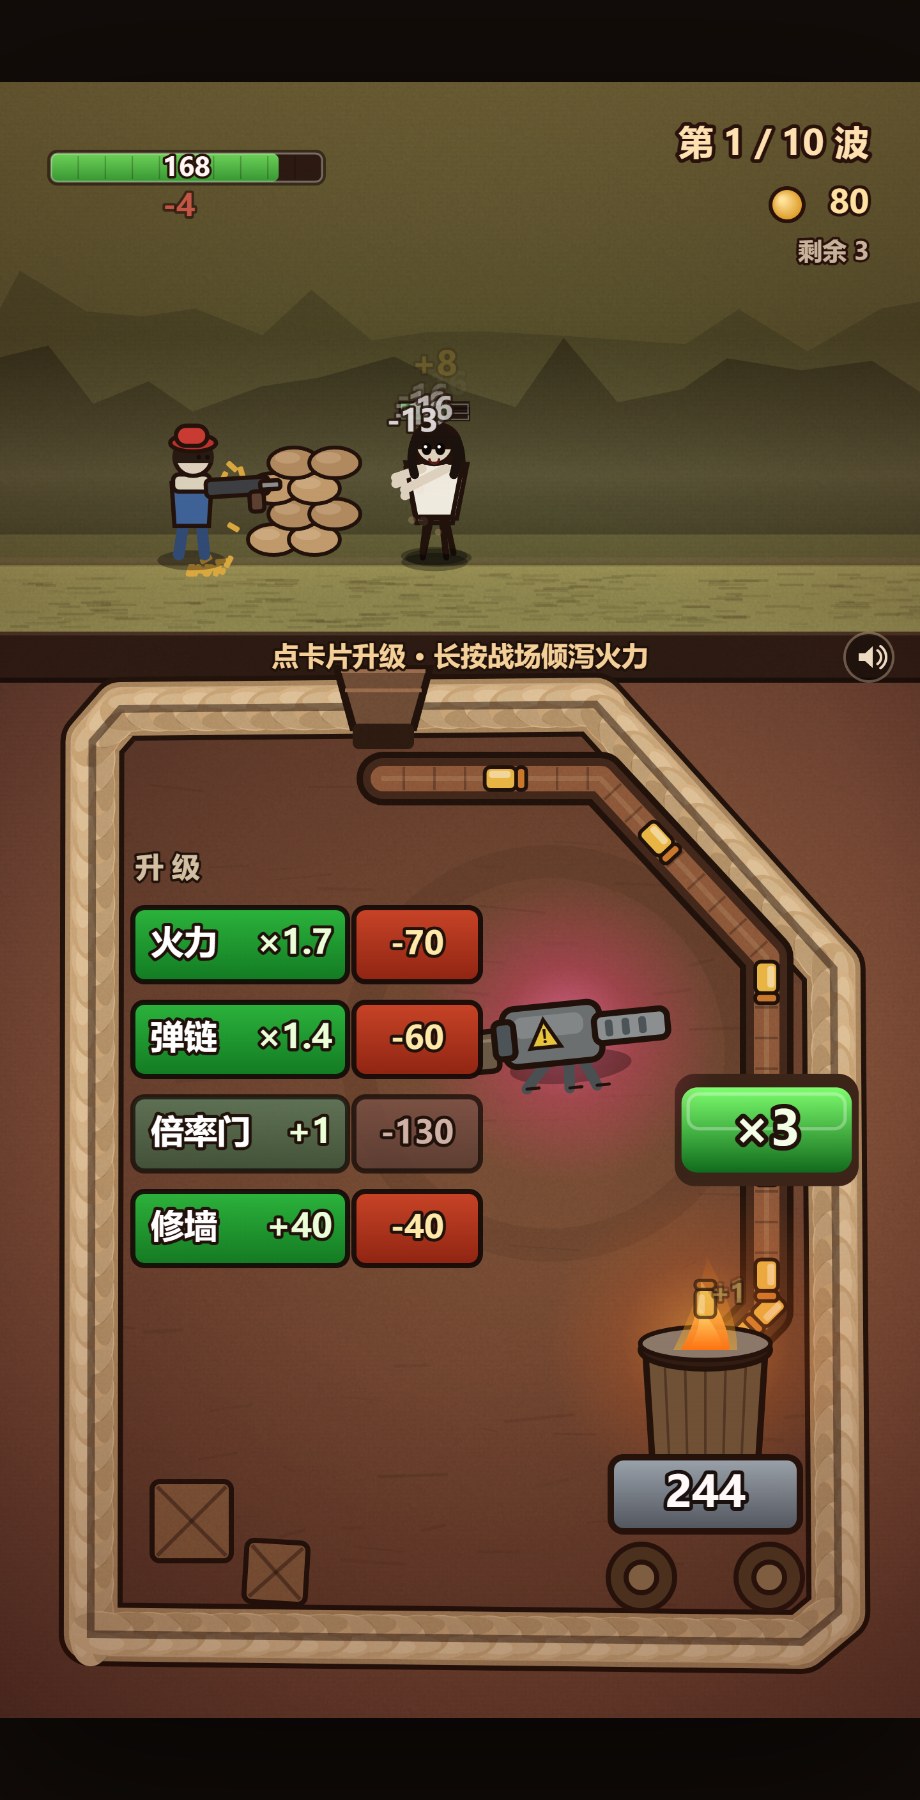 第 1 / 10 波
168
-4
80
剩余 3
+8
-16
-13
点卡片升级 · 长按战场倾泻火力
升 级
火力 ×1.7 -70
弹链 ×1.4 -60
倍率门 +1 -130
修墙 +40 -40
×3
+1
244